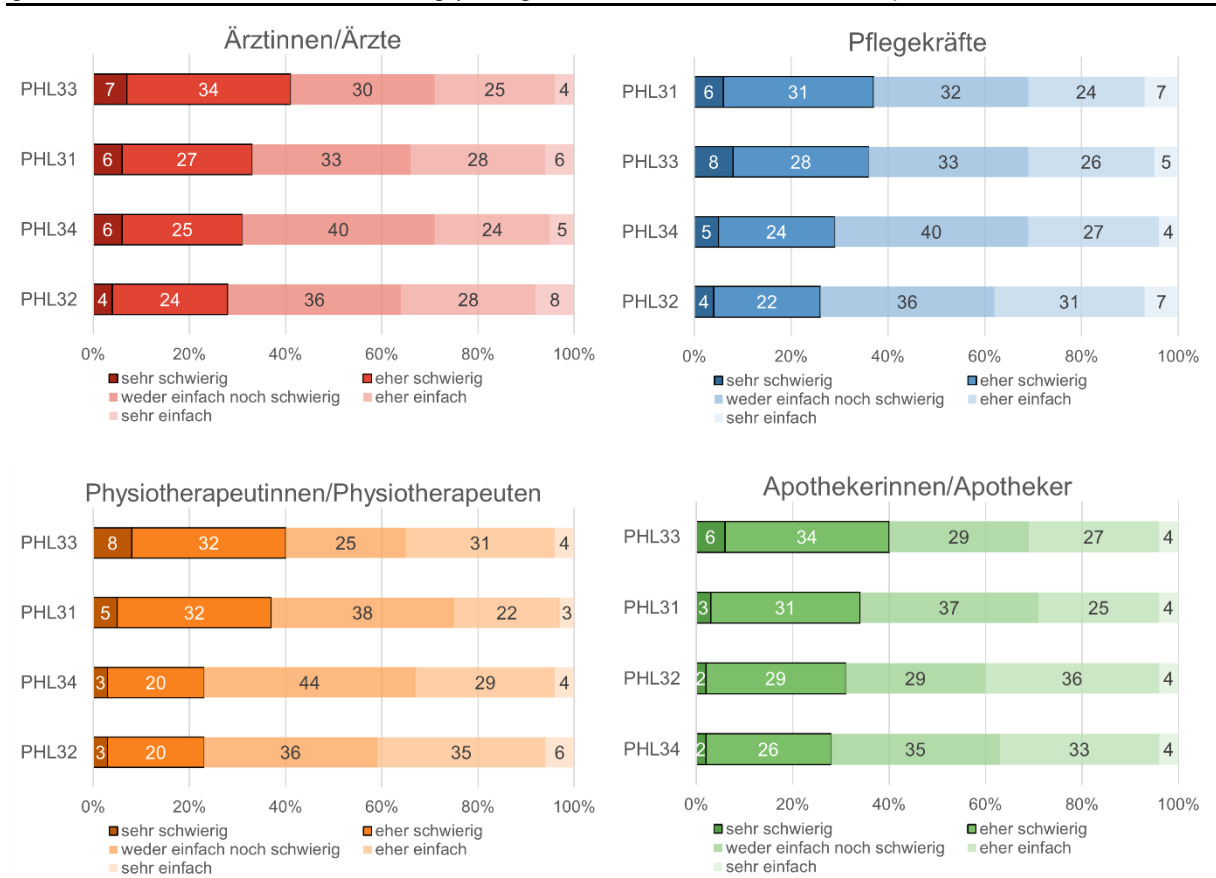 Ärztinnen/Ärzte
PHL33 7 34 30 25 4
PHL31 6 27 33 28 6
PHL34 6 25 40 24 5
PHL32 4 24 36 28 8
0% 20% 40% 60% 80% 100%
sehr schwierig eher schwierig
weder einfach noch schwierig eher einfach
sehr einfach
Pflegekräfte
PHL31 6 31 32 24 7
PHL33 8 28 33 26 5
PHL34 5 24 40 27 4
PHL32 4 22 36 31 7
0% 20% 40% 60% 80% 100%
sehr schwierig eher schwierig
weder einfach noch schwierig eher einfach
sehr einfach
Physiotherapeutinnen/Physiotherapeuten
PHL33 8 32 25 31 4
PHL31 5 32 38 22 3
PHL34 3 20 44 29 4
PHL32 3 20 36 35 6
0% 20% 40% 60% 80% 100%
sehr schwierig eher schwierig
weder einfach noch schwierig eher einfach
sehr einfach
Apothekerinnen/Apotheker
PHL33 6 34 29 27 4
PHL31 3 31 37 25 4
PHL32 2 29 29 36 4
PHL34 2 26 35 33 4
0% 20% 40% 60% 80% 100%
sehr schwierig eher schwierig
weder einfach noch schwierig eher einfach
sehr einfach